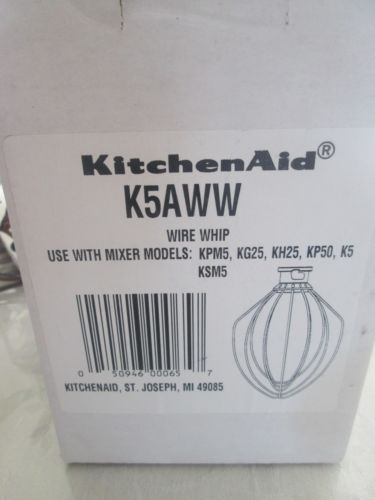 KitchenAid®
K5AWW
WIRE WHIP
USE WITH MIXER MODELS: KPM5, KG25, KH25, KP50, K5
KSM5
0 50946 00065 7
KITCHENAID, ST. JOSEPH, MI 49085